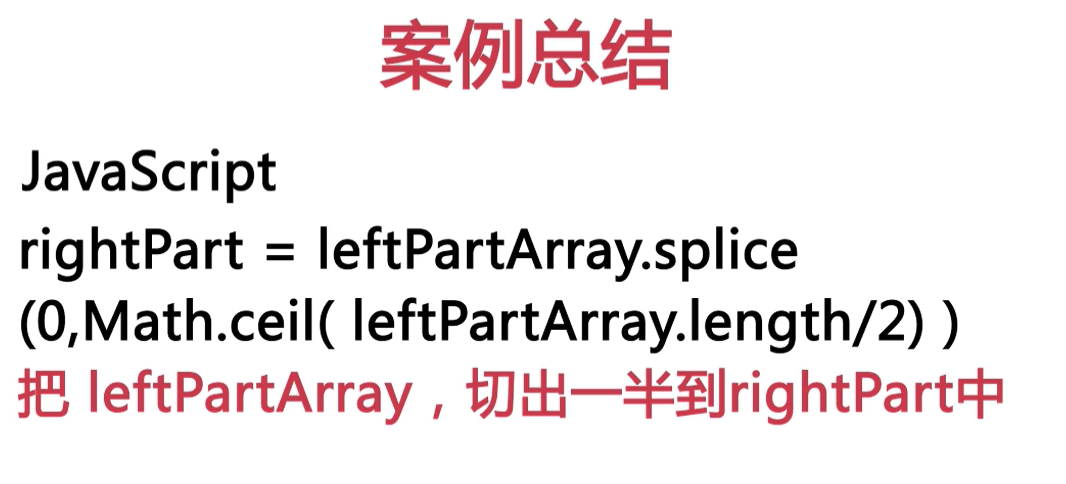 案例总结
JavaScript
rightPart = leftPartArray.splice
(0,Math.ceil( leftPartArray.length/2) )
把 leftPartArray，切出一半到rightPart中